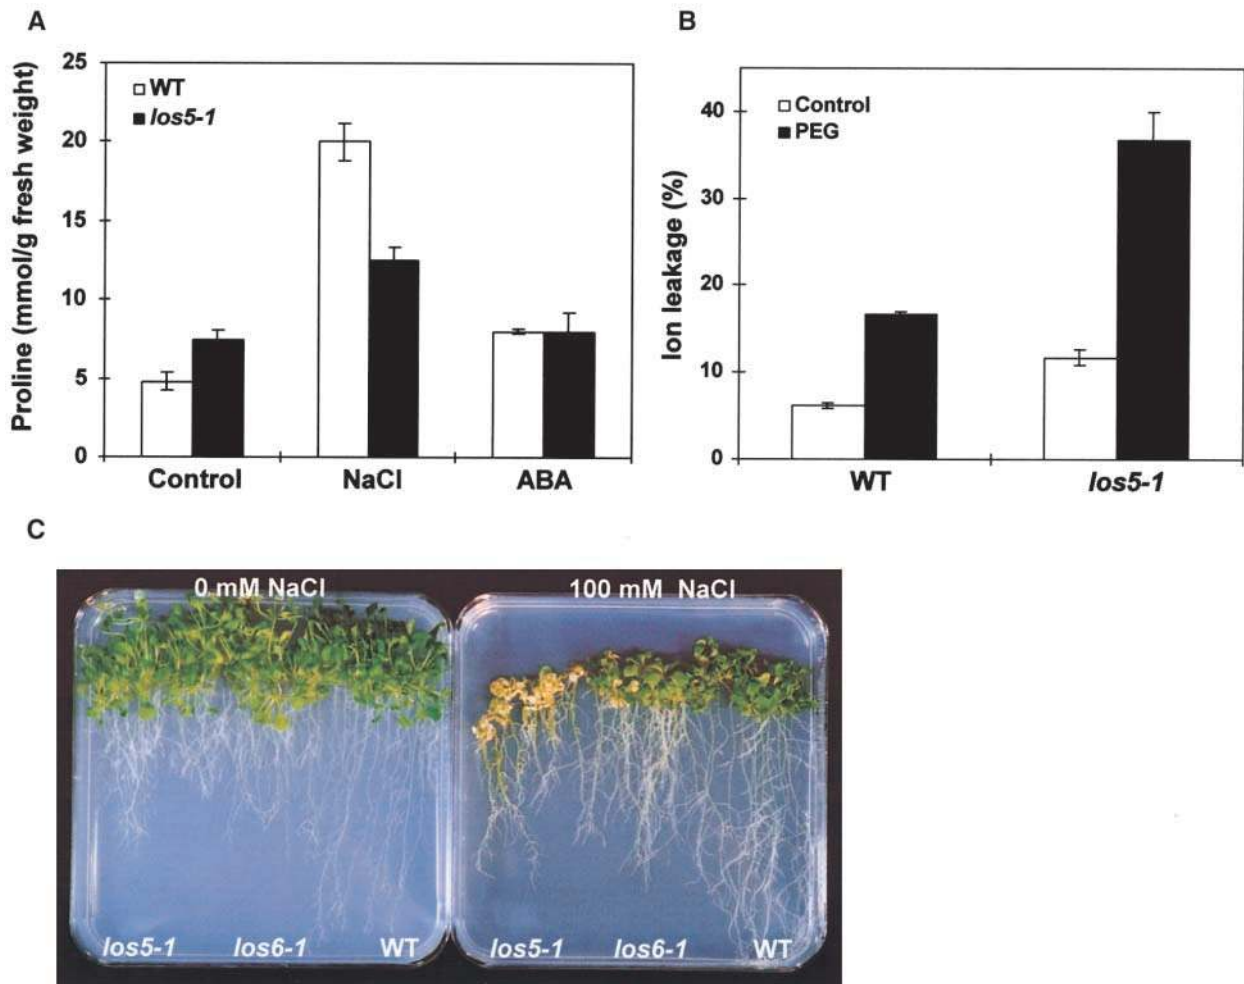 A
Proline (mmol/g fresh weight)
25
20
15
10
5
0
WT
los5-1
Control NaCl ABA
B
Ion leakage (%)
40
30
20
10
0
Control
PEG
WT los5-1
C
0 mM NaCl 100 mM NaCl
los5-1 los6-1 WT los5-1 los6-1 WT